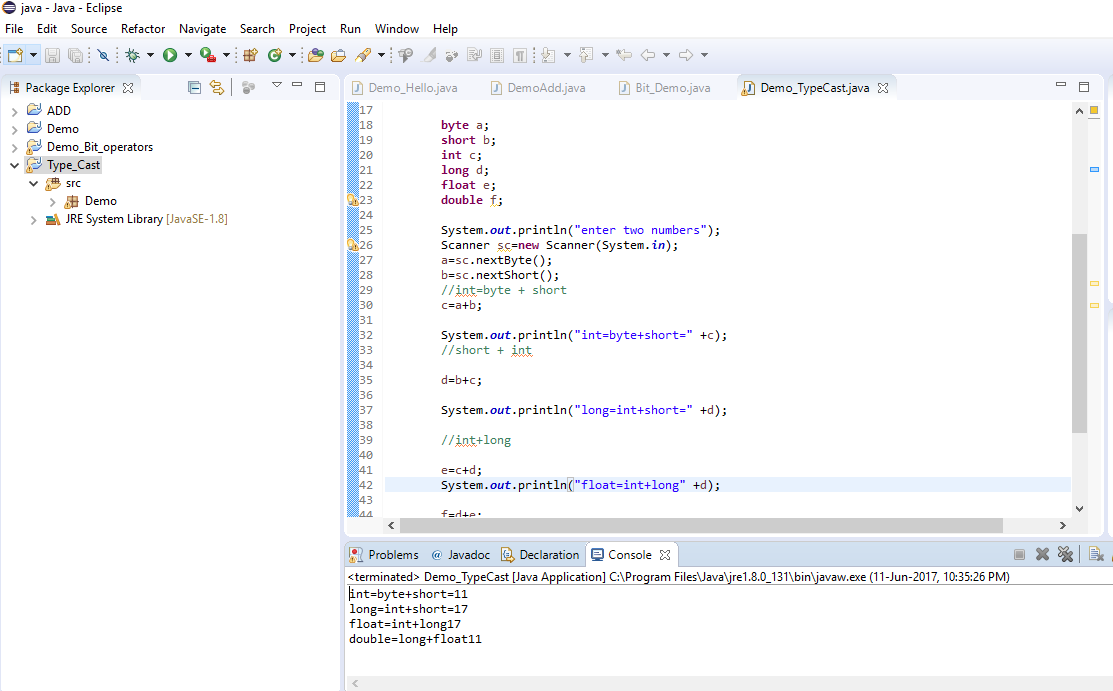 java - Java - Eclipse
File Edit Source Refactor Navigate Search Project Run Window Help
Package Explorer
ADD
Demo
Demo_Bit_operators
Type_Cast
src
Demo
JRE System Library [JavaSE-1.8]
Demo_Hello.java DemoAdd.java Bit_Demo.java Demo_TypeCast.java
17
18 byte a;
19 short b;
20 int c;
21 long d;
22 float e;
23 double f;
24
25 System.out.println("enter two numbers");
26 Scanner sc=new Scanner(System.in);
27 a=sc.nextByte();
28 b=sc.nextShort();
29 //int=byte + short
30 c=a+b;
31
32 System.out.println("int=byte+short=" +c);
33 //short + int
34
35 d=b+c;
36
37 System.out.println("long=int+short=" +d);
38
39 //int+long
40
41 e=c+d;
42 System.out.println("float=int+long" +d);
43
44 f=d+e;
Problems @ Javadoc Declaration Console
<terminated> Demo_TypeCast [Java Application] C:\Program Files\Java\jre1.8.0_131\bin\javaw.exe (11-Jun-2017, 10:35:26 PM)
int=byte+short=11
long=int+short=17
float=int+long17
double=long+float11